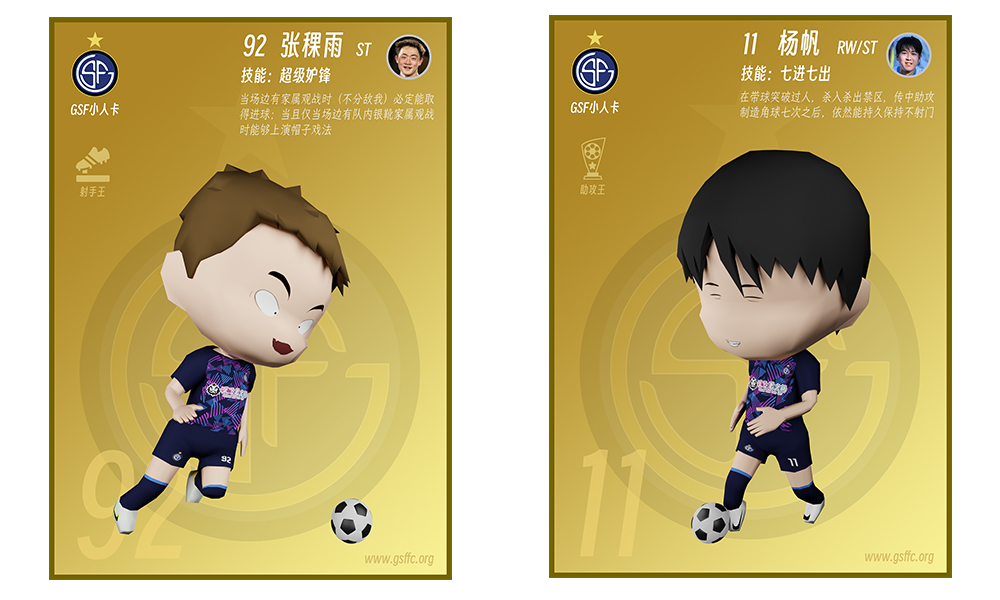 92 张稞雨 ST
GSF
GSF小人卡
技能：超级妒锋
当场边有家属观战时（不分敌我）必定能取
得进球；当且仅当场边有队内银靴家属观战
时能够上演帽子戏法
射手王
92
92
www.gsffc.org
11 杨帆 RW/ST
GSF
GSF小人卡
技能：七进七出
在带球突破过人，杀入杀出禁区，传中助攻
制造角球七次之后，依然能持久保持不射门
助攻王
11
11
www.gsffc.org